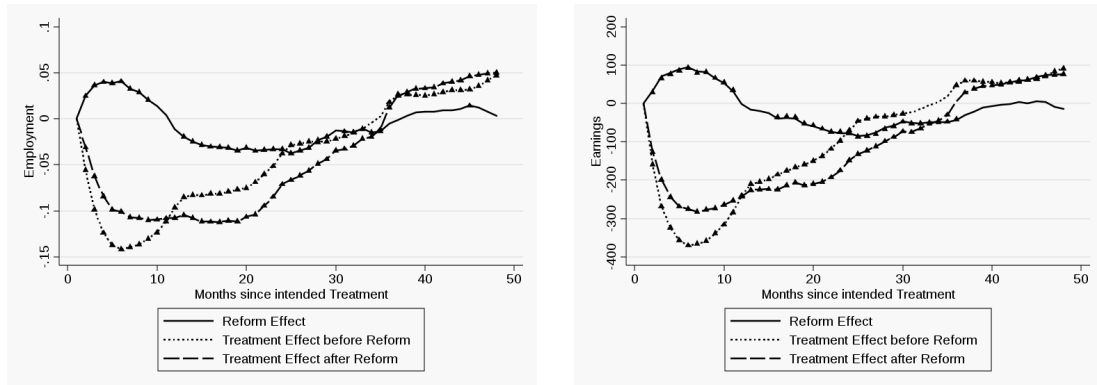 .1
.05
0
-.05
-.1
-.15
Employment
0 10 20 30 40 50
Months since intended Treatment
Reform Effect
Treatment Effect before Reform
Treatment Effect after Reform
200
100
0
-100
-200
-300
-400
Earnings
0 10 20 30 40 50
Months since intended Treatment
Reform Effect
Treatment Effect before Reform
Treatment Effect after Reform